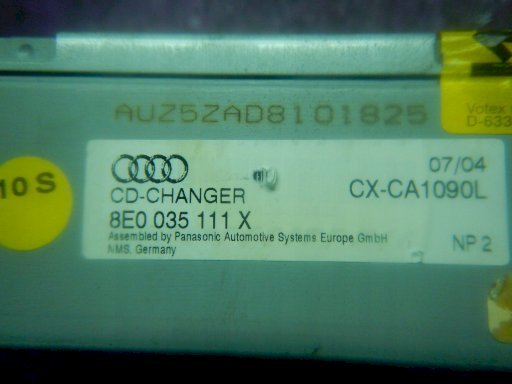 AUZ5ZAD8101825
Votex
D-633
10 S
07/04
CD-CHANGER
CX-CA1090L
8E0 035 111 X
Assembled by Panasonic Automotive Systems Europe GmbH
NMS, Germany
NP 2